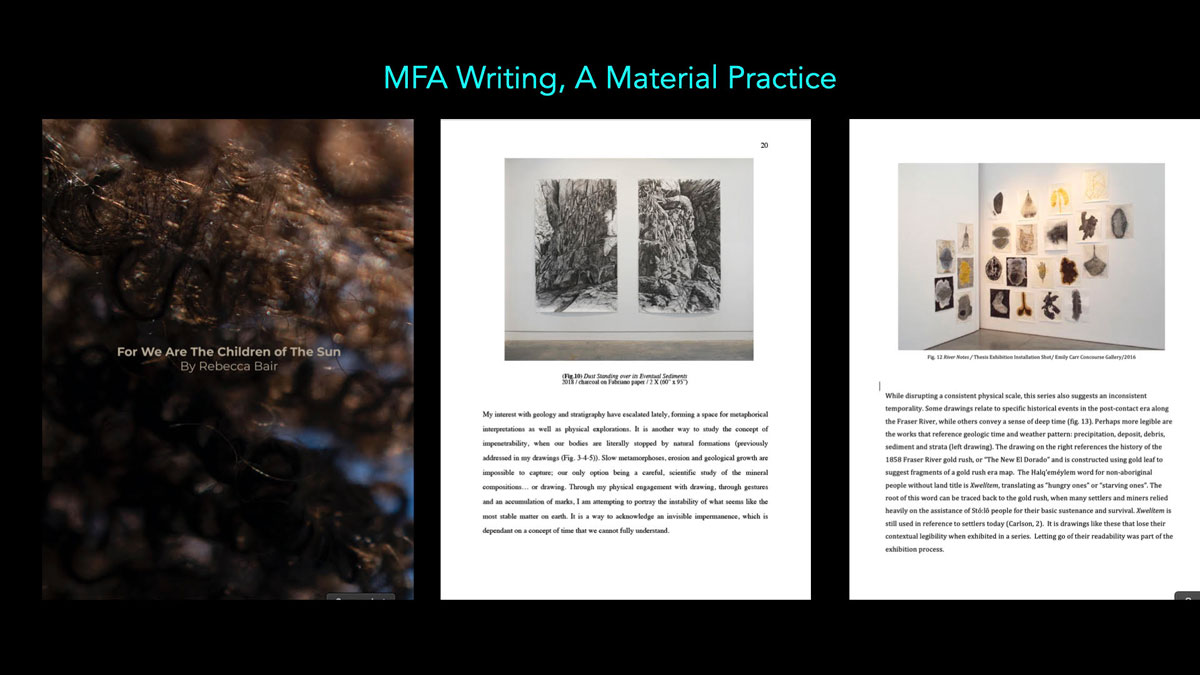 MFA Writing, A Material Practice
For We Are The Children of The Sun
By Rebecca Bair
20
(Fig.10) Dust Standing over its Eventual Sediments
2018 / charcoal on Fabriano paper / 2 X (60" x 95")
My interest with geology and stratigraphy have escalated lately, forming a space for metaphorical
interpretations as well as physical explorations. It is another way to study the concept of
impenetrability, when our bodies are literally stopped by natural formations (previously
addressed in my drawings (Fig. 3-4-5)). Slow metamorphoses, erosion and geological growth are
impossible to capture; our only option being a careful, scientific study of the mineral
compositions... or drawing. Through my physical engagement with drawing, through gestures
and an accumulation of marks, I am attempting to portray the instability of what seems like the
most stable matter on earth. It is a way to acknowledge an invisible impermanence, which is
dependant on a concept of time that we cannot fully understand.
Fig. 12 River Notes / Thesis Exhibition Installation Shot/ Emily Carr Concourse Gallery/2016
While disrupting a consistent physical scale, this series also suggests an inconsistent
temporality. Some drawings relate to specific historical events in the post-contact era along
the Fraser River, while others convey a sense of deep time (fig. 13). Perhaps more legible are
the works that reference geologic time and weather pattern: precipitation, deposit, debris,
sediment and strata (left drawing). The drawing on the right references the history of the
1858 Fraser River gold rush, or "The New El Dorado" and is constructed using gold leaf to
suggest fragments of a gold rush era map. The Halq'eméylem word for non-aboriginal
people without land title is Xwelítem, translating as "hungry ones" or "starving ones". The
root of this word can be traced back to the gold rush, when many settlers and miners relied
heavily on the assistance of Stó:lō people for their basic sustenance and survival. Xwelítem is
still used in reference to settlers today (Carlson, 2). It is drawings like these that lose their
contextual legibility when exhibited in a series. Letting go of their readability was part of the
exhibition process.